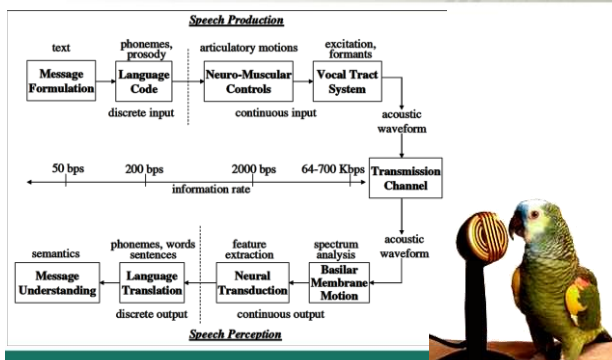 Speech Production
text
phonemes,
prosody
articulatory motions
excitation,
formants
Message
Formulation
Language
Code
Neuro-Muscular
Controls
Vocal Tract
System
discrete input
continuous input
acoustic
waveform
50 bps
200 bps
2000 bps
64-700 Kbps
information rate
Transmission
Channel
acoustic
waveform
semantics
phonemes, words
sentences
feature
extraction
spectrum
analysis
Message
Understanding
Language
Translation
Neural
Transduction
Basilar
Membrane
Motion
discrete output
continuous output
Speech Perception